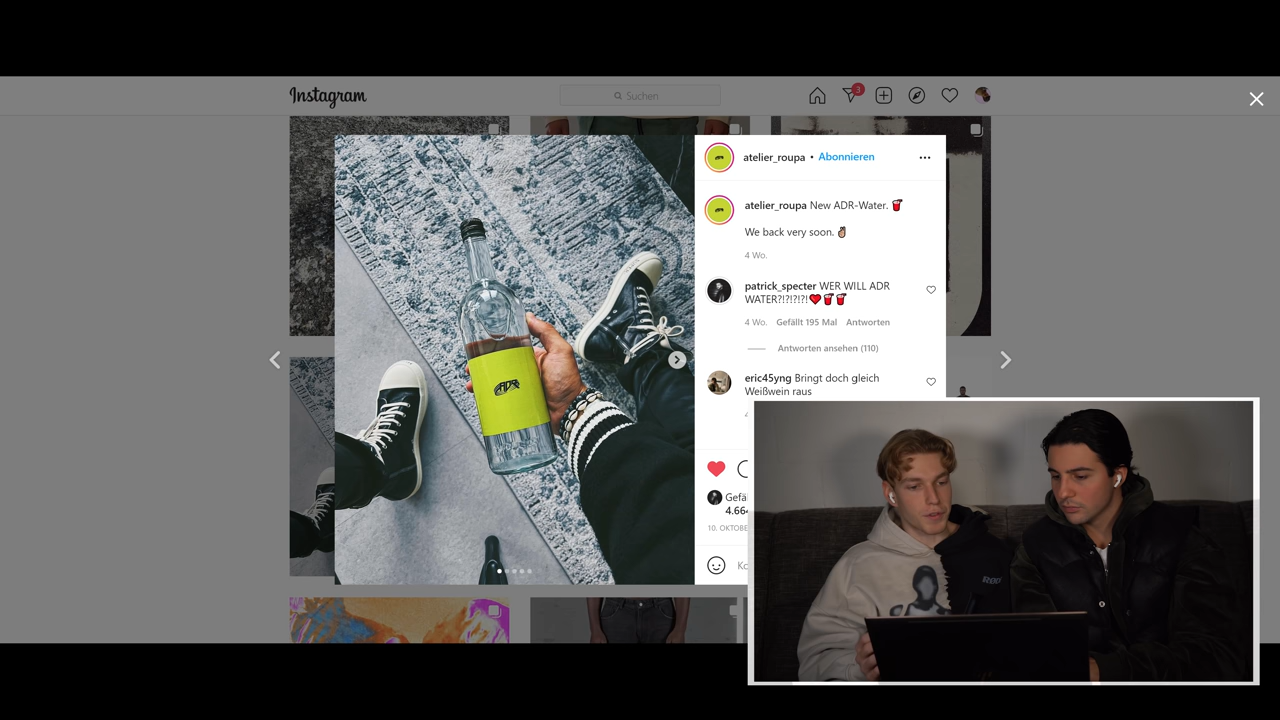 Instagram
Suchen
3
atelier_roupa • Abonnieren
atelier_roupa New ADR-Water.
We back very soon.
4 Wo.
patrick_specter WER WILL ADR
WATER?!?!?!?!
4 Wo. Gefällt 195 Mal Antworten
Antworten ansehen (110)
eric45yng Bringt doch gleich
Weißwein raus
ADR